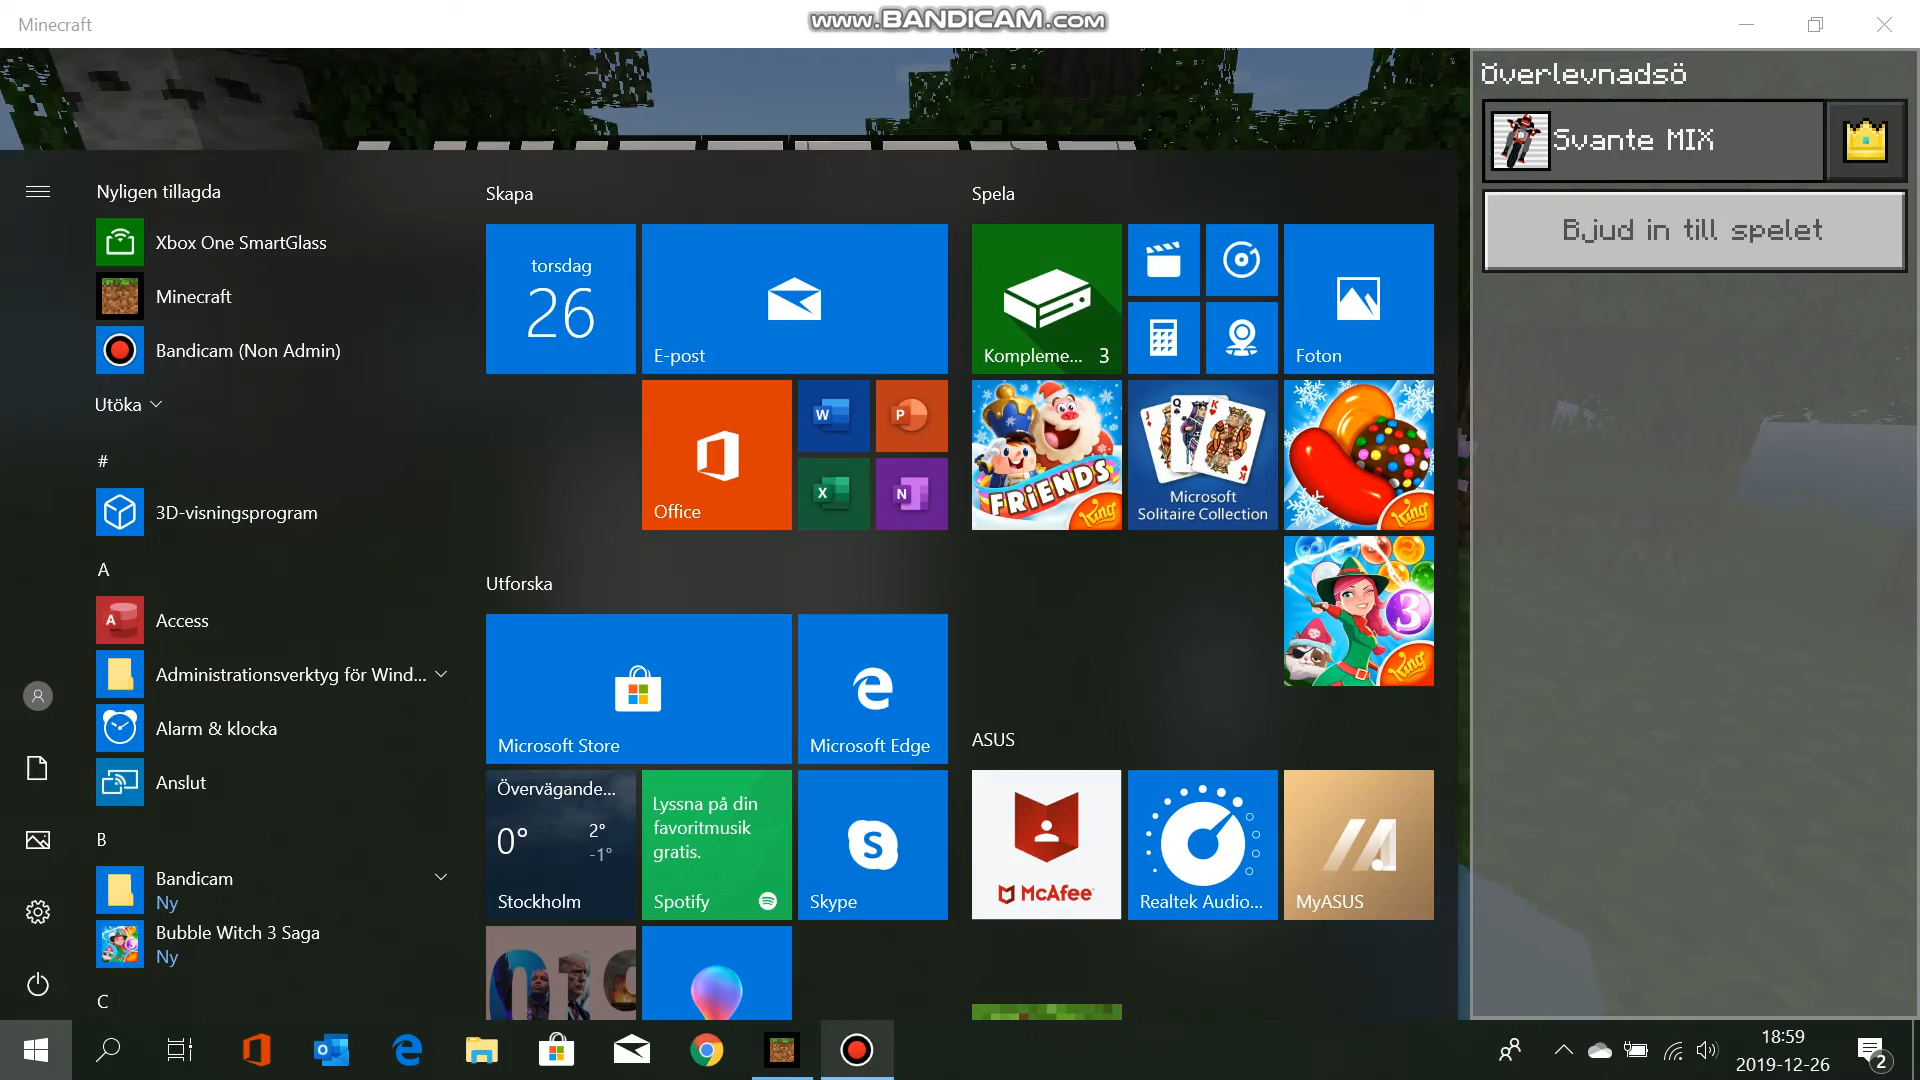 Minecraft
www.BANDICAM.com
Överlevnadsö
Svante MIX
Bjud in till spelet
Nyligen tillagda
Xbox One SmartGlass
Minecraft
Bandicam (Non Admin)
Utöka
#
3D-visningsprogram
A
Access
Administrationsverktyg för Wind...
Alarm & klocka
Anslut
B
Bandicam
Ny
Bubble Witch 3 Saga
Ny
C
Skapa
torsdag
26
E-post
Office
W
P
X
N
Utforska
Microsoft Store
Microsoft Edge
Övervägande...
0°
2°
-1°
Stockholm
Lyssna på din
favoritmusik
gratis.
Spotify
Skype
Spela
Kompleme... 3
Foton
FRIENDS
King
J
Q
K
Microsoft
Solitaire Collection
King
3
King
ASUS
McAfee
Realtek Audio...
MyASUS
18:59
2019-12-26
2